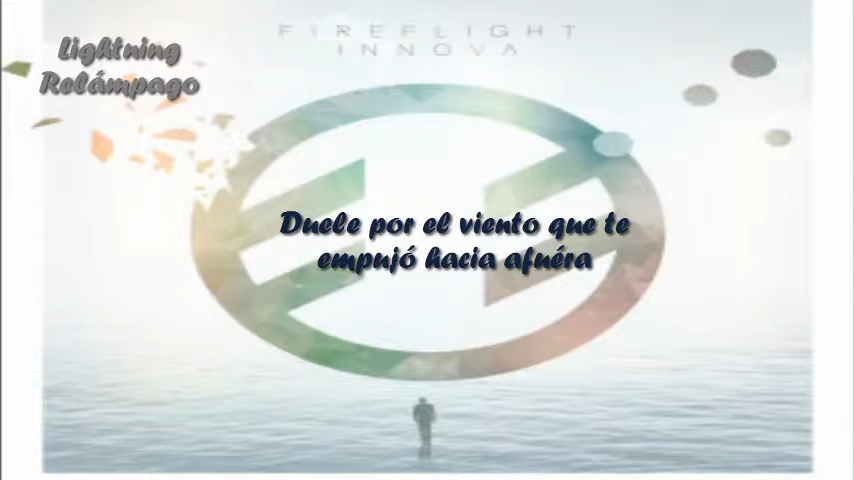 FIREFLIGHT
INNOVA
Lightning
Relámpago
Duele por el viento que te
empujó hacia afuéra